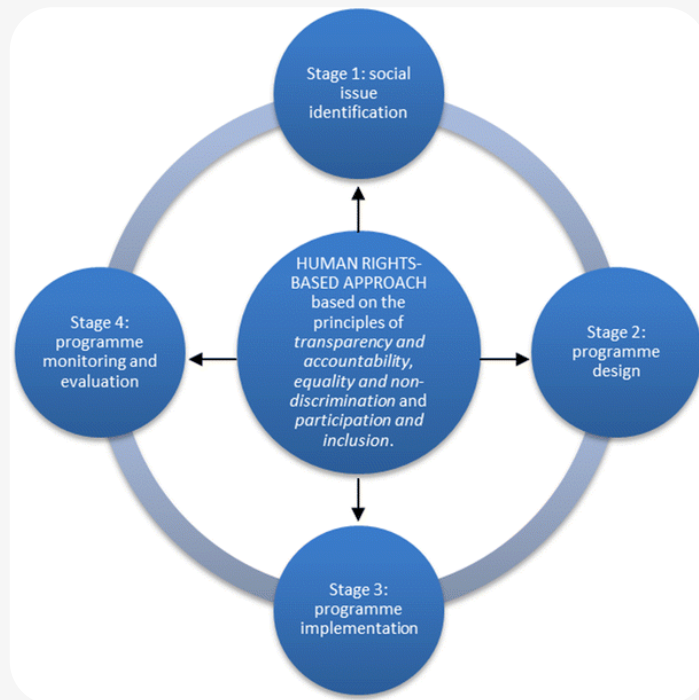 Stage 1: social
issue
identification
HUMAN RIGHTS-
BASED APPROACH
based on the
principles of
transparency and
accountability,
equality and non-
discrimination and
participation and
inclusion.
Stage 4:
programme
monitoring and
evaluation
Stage 2:
programme
design
Stage 3:
programme
implementation